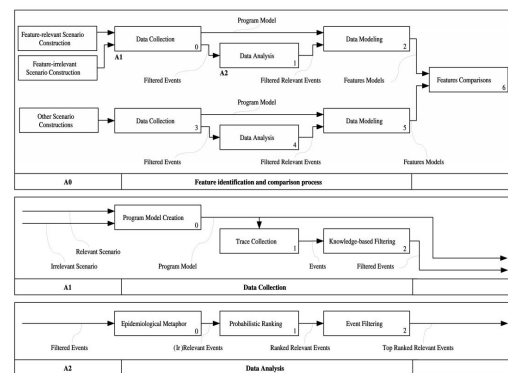 Feature-relevant Scenario
Construction
Feature-irrelevant
Scenario Construction
A1
Data Collection
0
Program Model
Data Analysis
1
A2
Data Modeling
2
Filtered Events
Filtered Relevant Events
Features Models
Features Comparisons
6
Program Model
Other Scenario
Constructions
Data Collection
3
Data Analysis
4
Data Modeling
5
Filtered Events
Filtered Relevant Events
Features Models
A0
Feature identification and comparison process
Program Model Creation
0
Trace Collection
1
Knowledge-based Filtering
2
Relevant Scenario
Irrelevant Scenario
Program Model
Events
Filtered Events
A1
Data Collection
Epidemiological Metaphor
0
Probabilistic Ranking
1
Event Filtering
2
Filtered Events
(Ir)Relevant Events
Ranked Relevant Events
Top Ranked Relevant Events
A2
Data Analysis